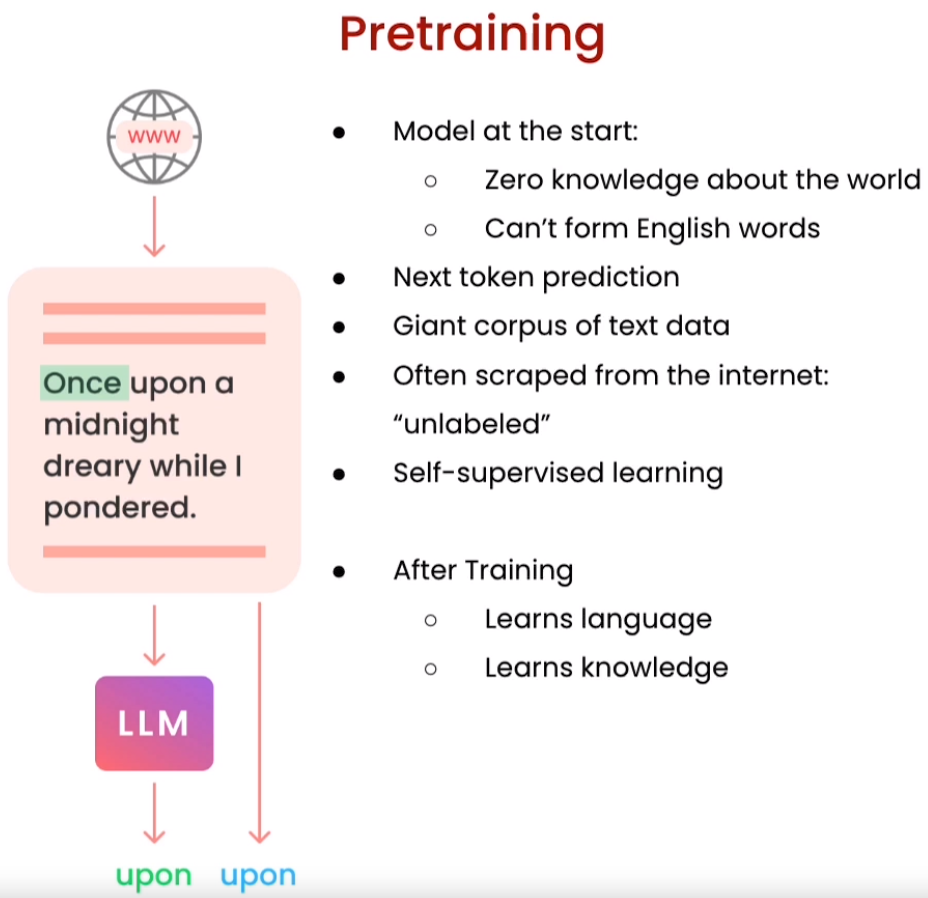 Pretraining
www
Once upon a
midnight
dreary while I
pondered.
LLM
upon upon
● Model at the start:
○ Zero knowledge about the world
○ Can’t form English words
● Next token prediction
● Giant corpus of text data
● Often scraped from the internet:
“unlabeled”
● Self-supervised learning
● After Training
○ Learns language
○ Learns knowledge